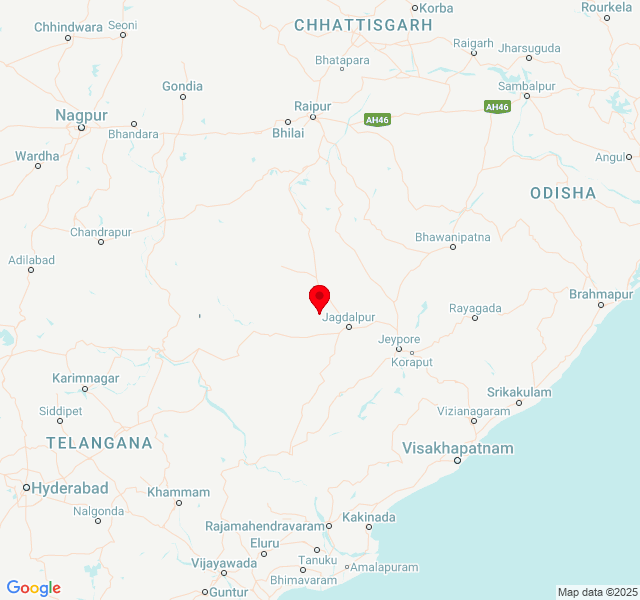 Korba
Rourkela
Chhindwara
Seoni
CHHATTISGARH
Raigarh
Jharsuguda
Bhatapara
Gondia
Sambalpur
Raipur
AH46
Nagpur
AH46
Bhandara
Bhilai
Wardha
Angul
ODISHA
Chandrapur
Bhawanipatna
Adilabad
Brahmapur
Jagdalpur
Rayagada
Jeypore
Koraput
Karimnagar
Srikakulam
Siddipet
Vizianagaram
TELANGANA
Visakhapatnam
Hyderabad
Khammam
Nalgonda
Rajamahendravaram
Kakinada
Eluru
Vijayawada
Tanuku
Amalapuram
Bhimavaram
Guntur
Google
Map data ©2025